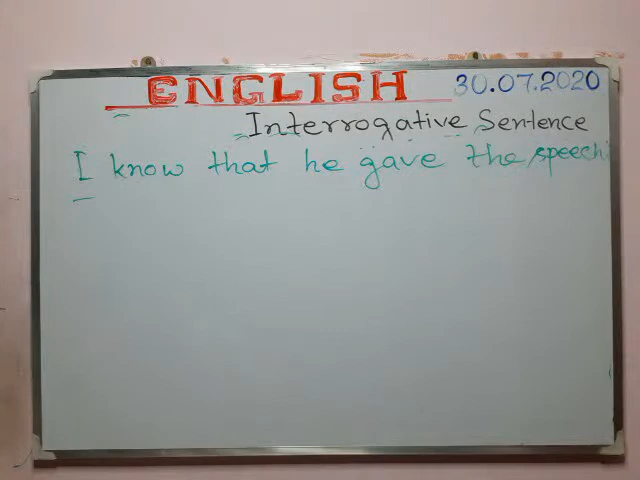 ENGLISH 30.07.2020
Interrogative Sentence
I know that he gave the speech